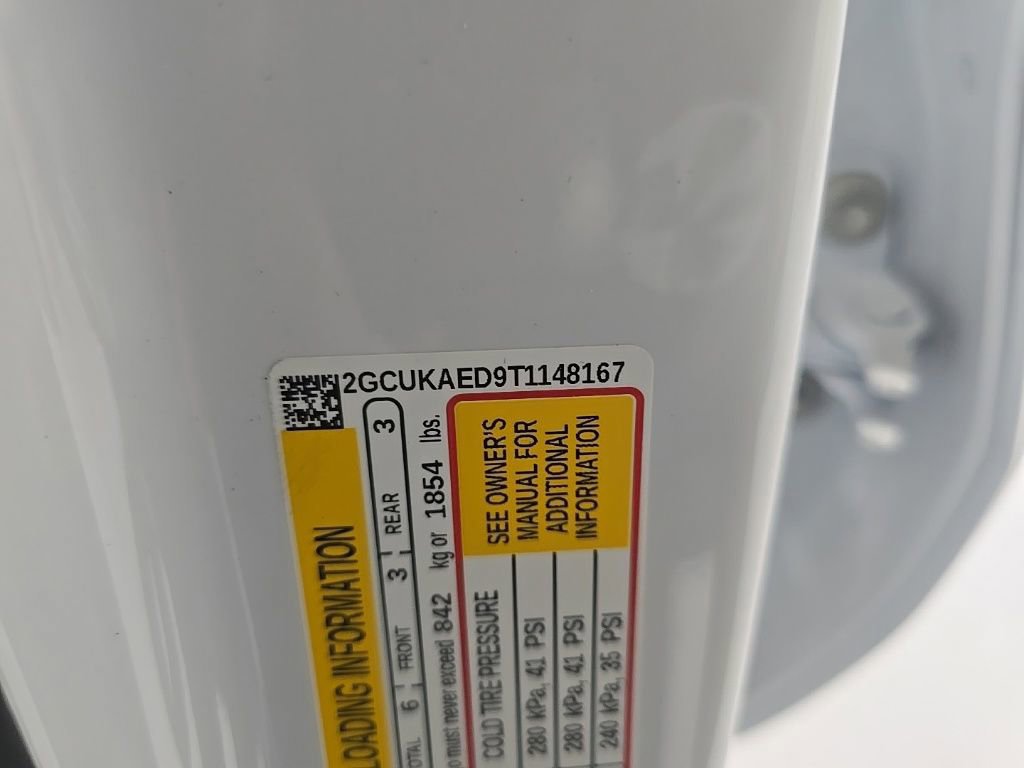 2GCUKAED9T1148167
LOADING INFORMATION
TOTAL 6 FRONT 3 REAR 3
must never exceed 842 kg or 1854 lbs.
COLD TIRE PRESSURE
280 KPa, 41 PSI
280 KPa, 41 PSI
240 KPa, 35 PSI
SEE OWNER'S
MANUAL FOR
ADDITIONAL
INFORMATION